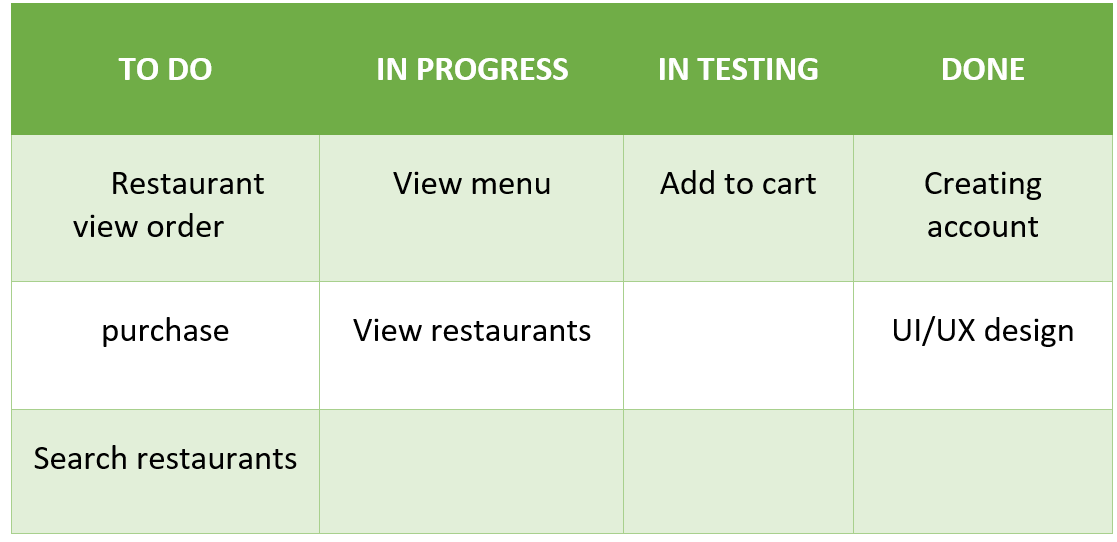 TO DO
IN PROGRESS
IN TESTING
DONE
Restaurant
view order
View menu
Add to cart
Creating
account
purchase
View restaurants
UI/UX design
Search restaurants